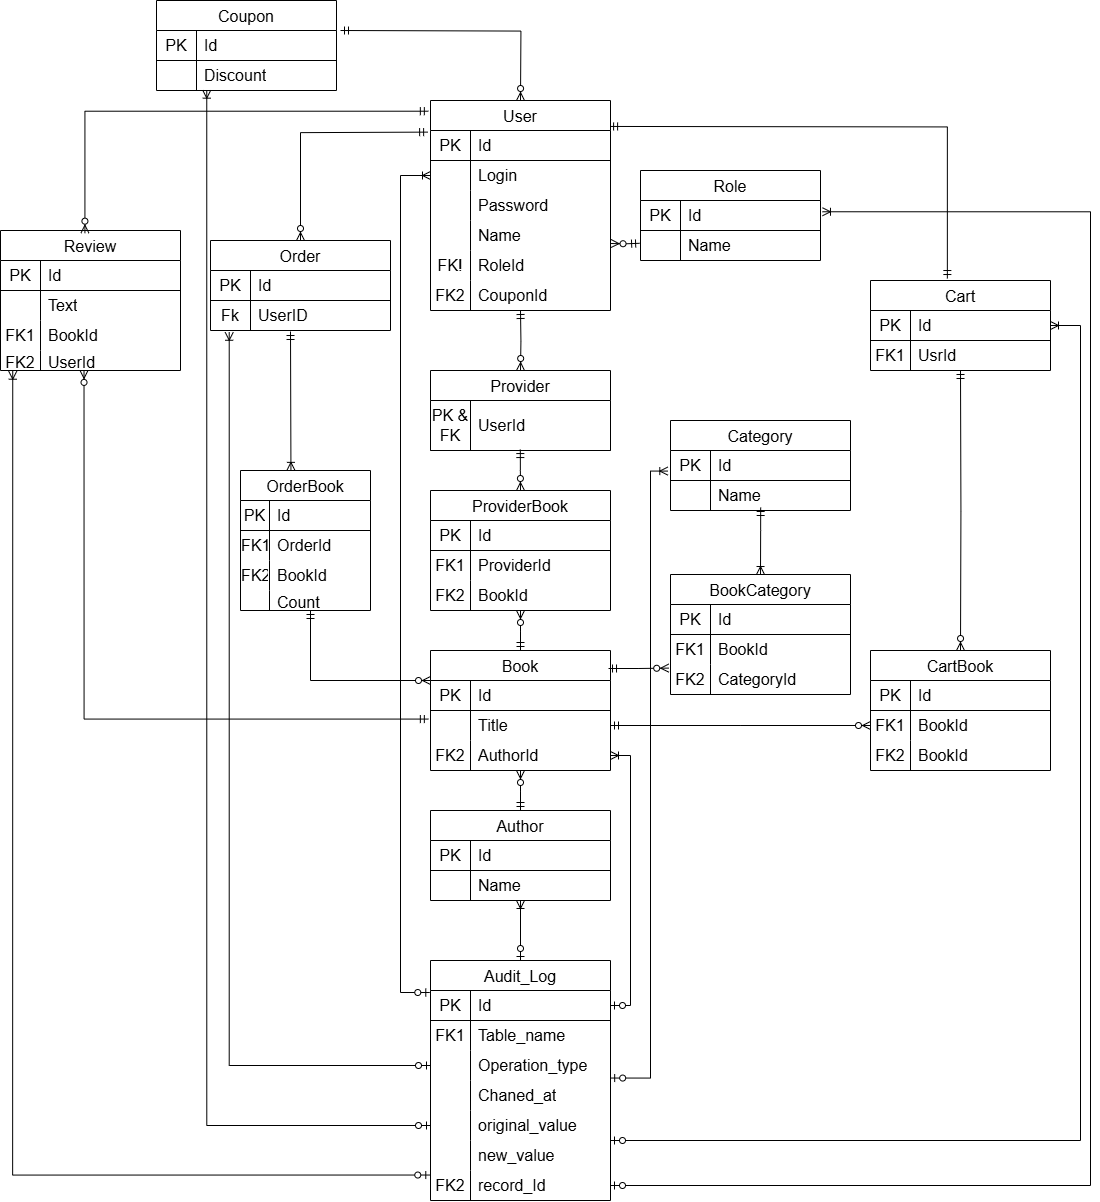 Coupon
PK Id
Discount
User
PK Id
Login
Password
Name
FK! RoleId
FK2 CouponId
Role
PK Id
Name
Review
PK Id
Text
FK1 BookId
FK2 UserId
Order
PK Id
Fk UserID
Cart
PK Id
FK1 UsrId
Provider
PK & FK UserId
Category
PK Id
Name
OrderBook
PK Id
FK1 OrderId
FK2 BookId
Count
ProviderBook
PK Id
FK1 ProviderId
FK2 BookId
BookCategory
PK Id
FK1 BookId
FK2 CategoryId
Book
PK Id
Title
FK2 AuthorId
CartBook
PK Id
FK1 BookId
FK2 BookId
Author
PK Id
Name
Audit_Log
PK Id
FK1 Table_name
Operation_type
Chaned_at
original_value
new_value
FK2 record_Id